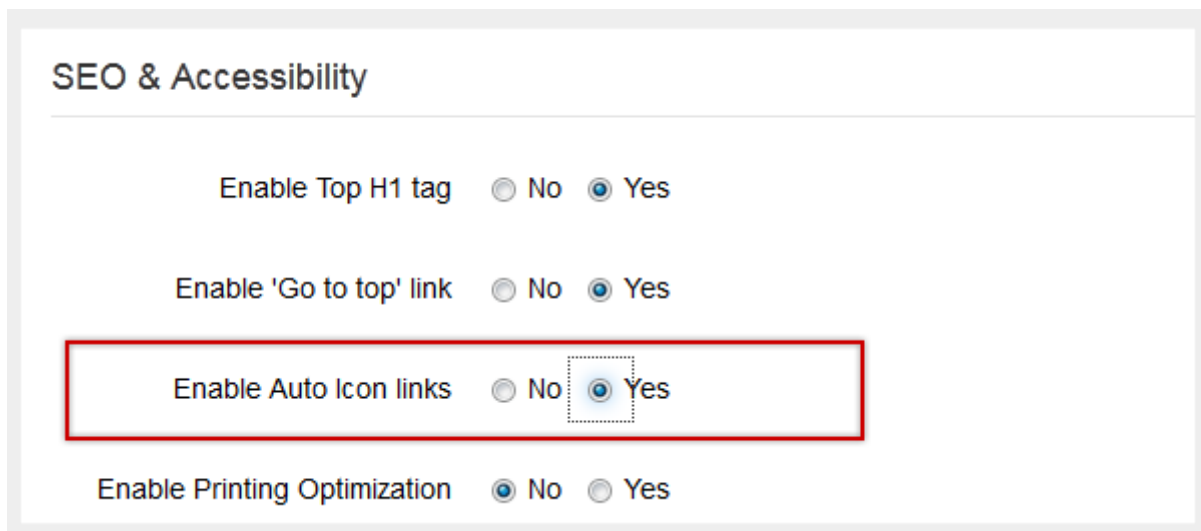 SEO & Accessibility
Enable Top H1 tag No Yes
Enable 'Go to top' link No Yes
Enable Auto Icon links No Yes
Enable Printing Optimization No Yes